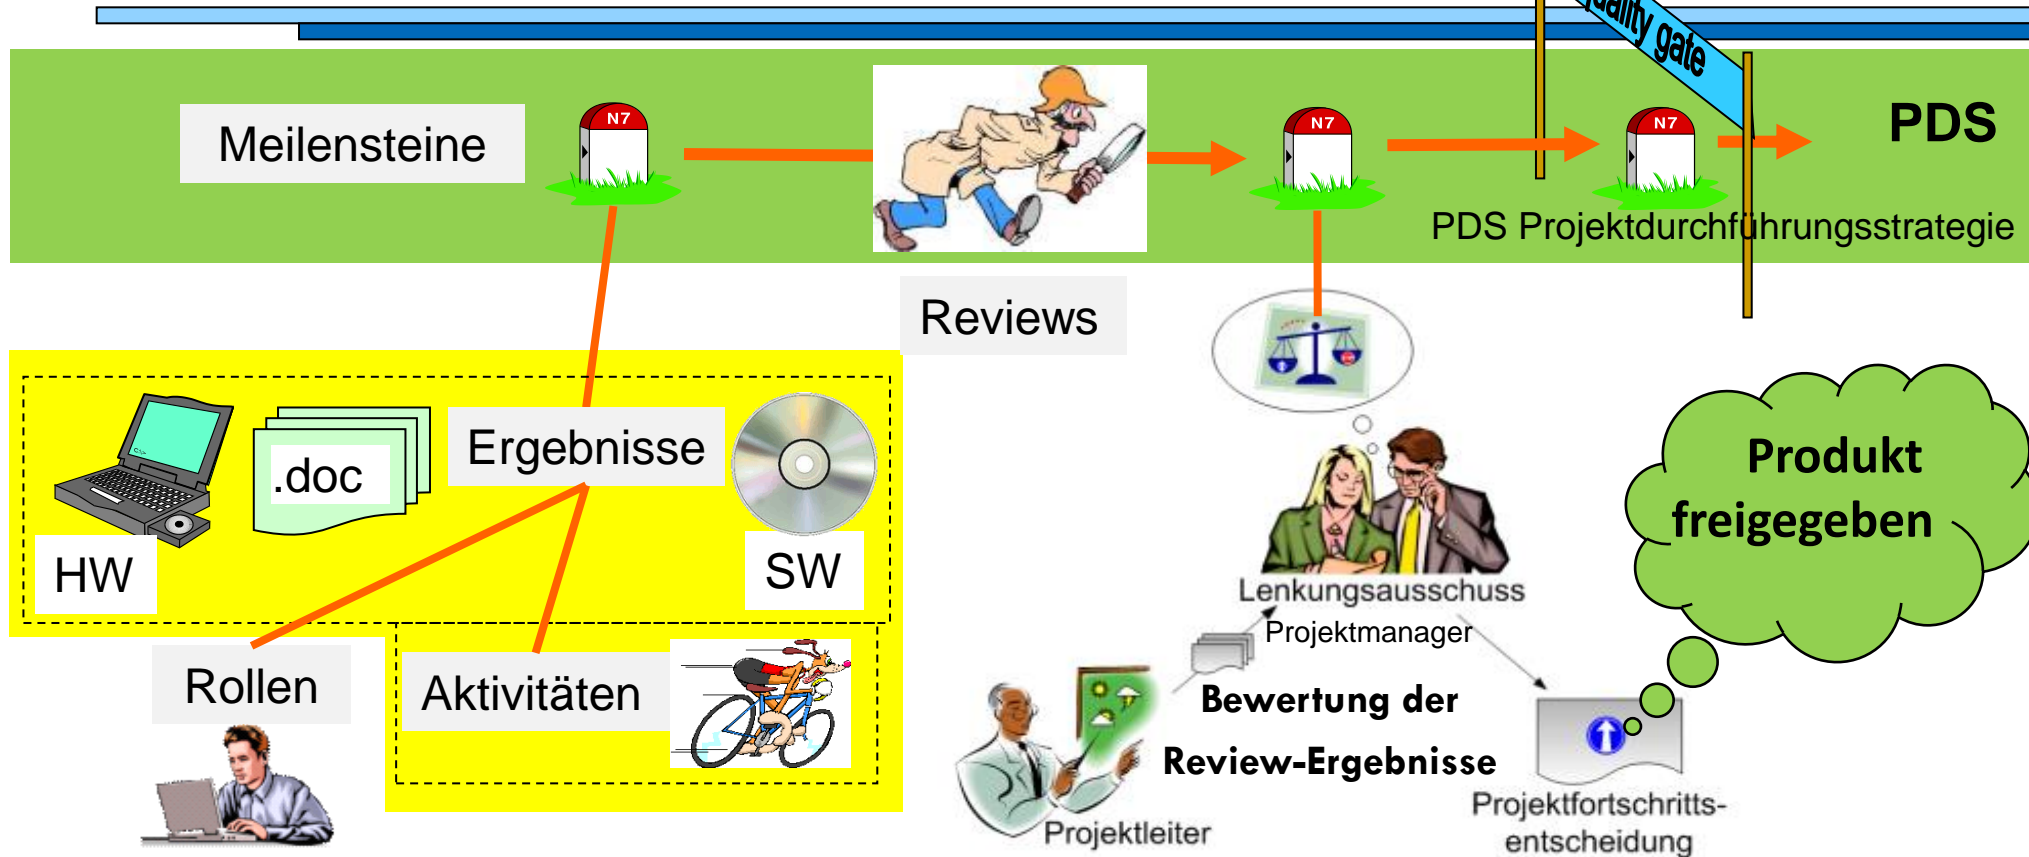 quality gate
Meilensteine
N7
N7
N7
PDS
PDS Projektdurchführungsstrategie
Reviews
Ergebnisse
.doc
HW
SW
Rollen
Aktivitäten
Produkt
freigegeben
Lenkungsausschuss
Projektmanager
Bewertung der
Review-Ergebnisse
Projektleiter
Projektfortschritts-
entscheidung